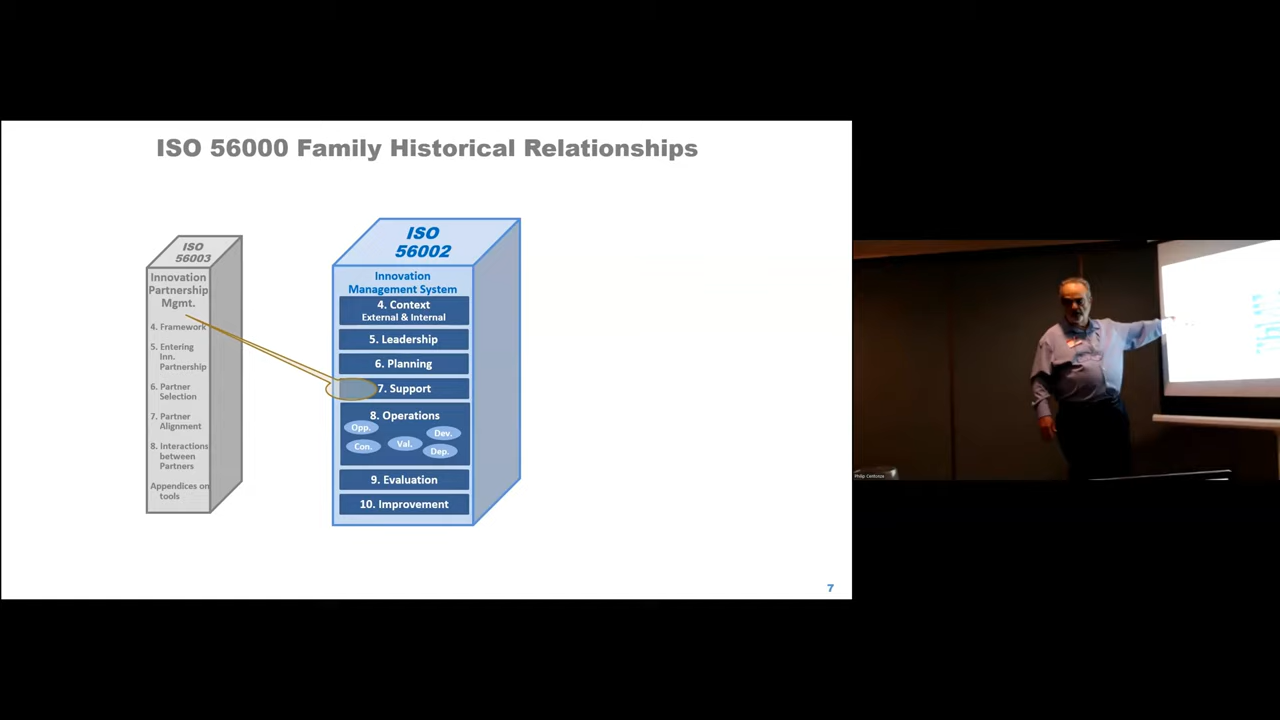 ISO 56000 Family Historical Relationships
ISO
56003
Innovation
Partnership
Mgmt.
4. Framework
5. Entering
Inn.
Partnership
6. Partner
Selection
7. Partner
Alignment
8. Interactions
between
Partners
Appendices on
tools
ISO
56002
Innovation
Management System
4. Context
External & Internal
5. Leadership
6. Planning
7. Support
8. Operations
Opp.
Dev.
Con.
Val.
Dep.
9. Evaluation
10. Improvement
7
Philip Contozos